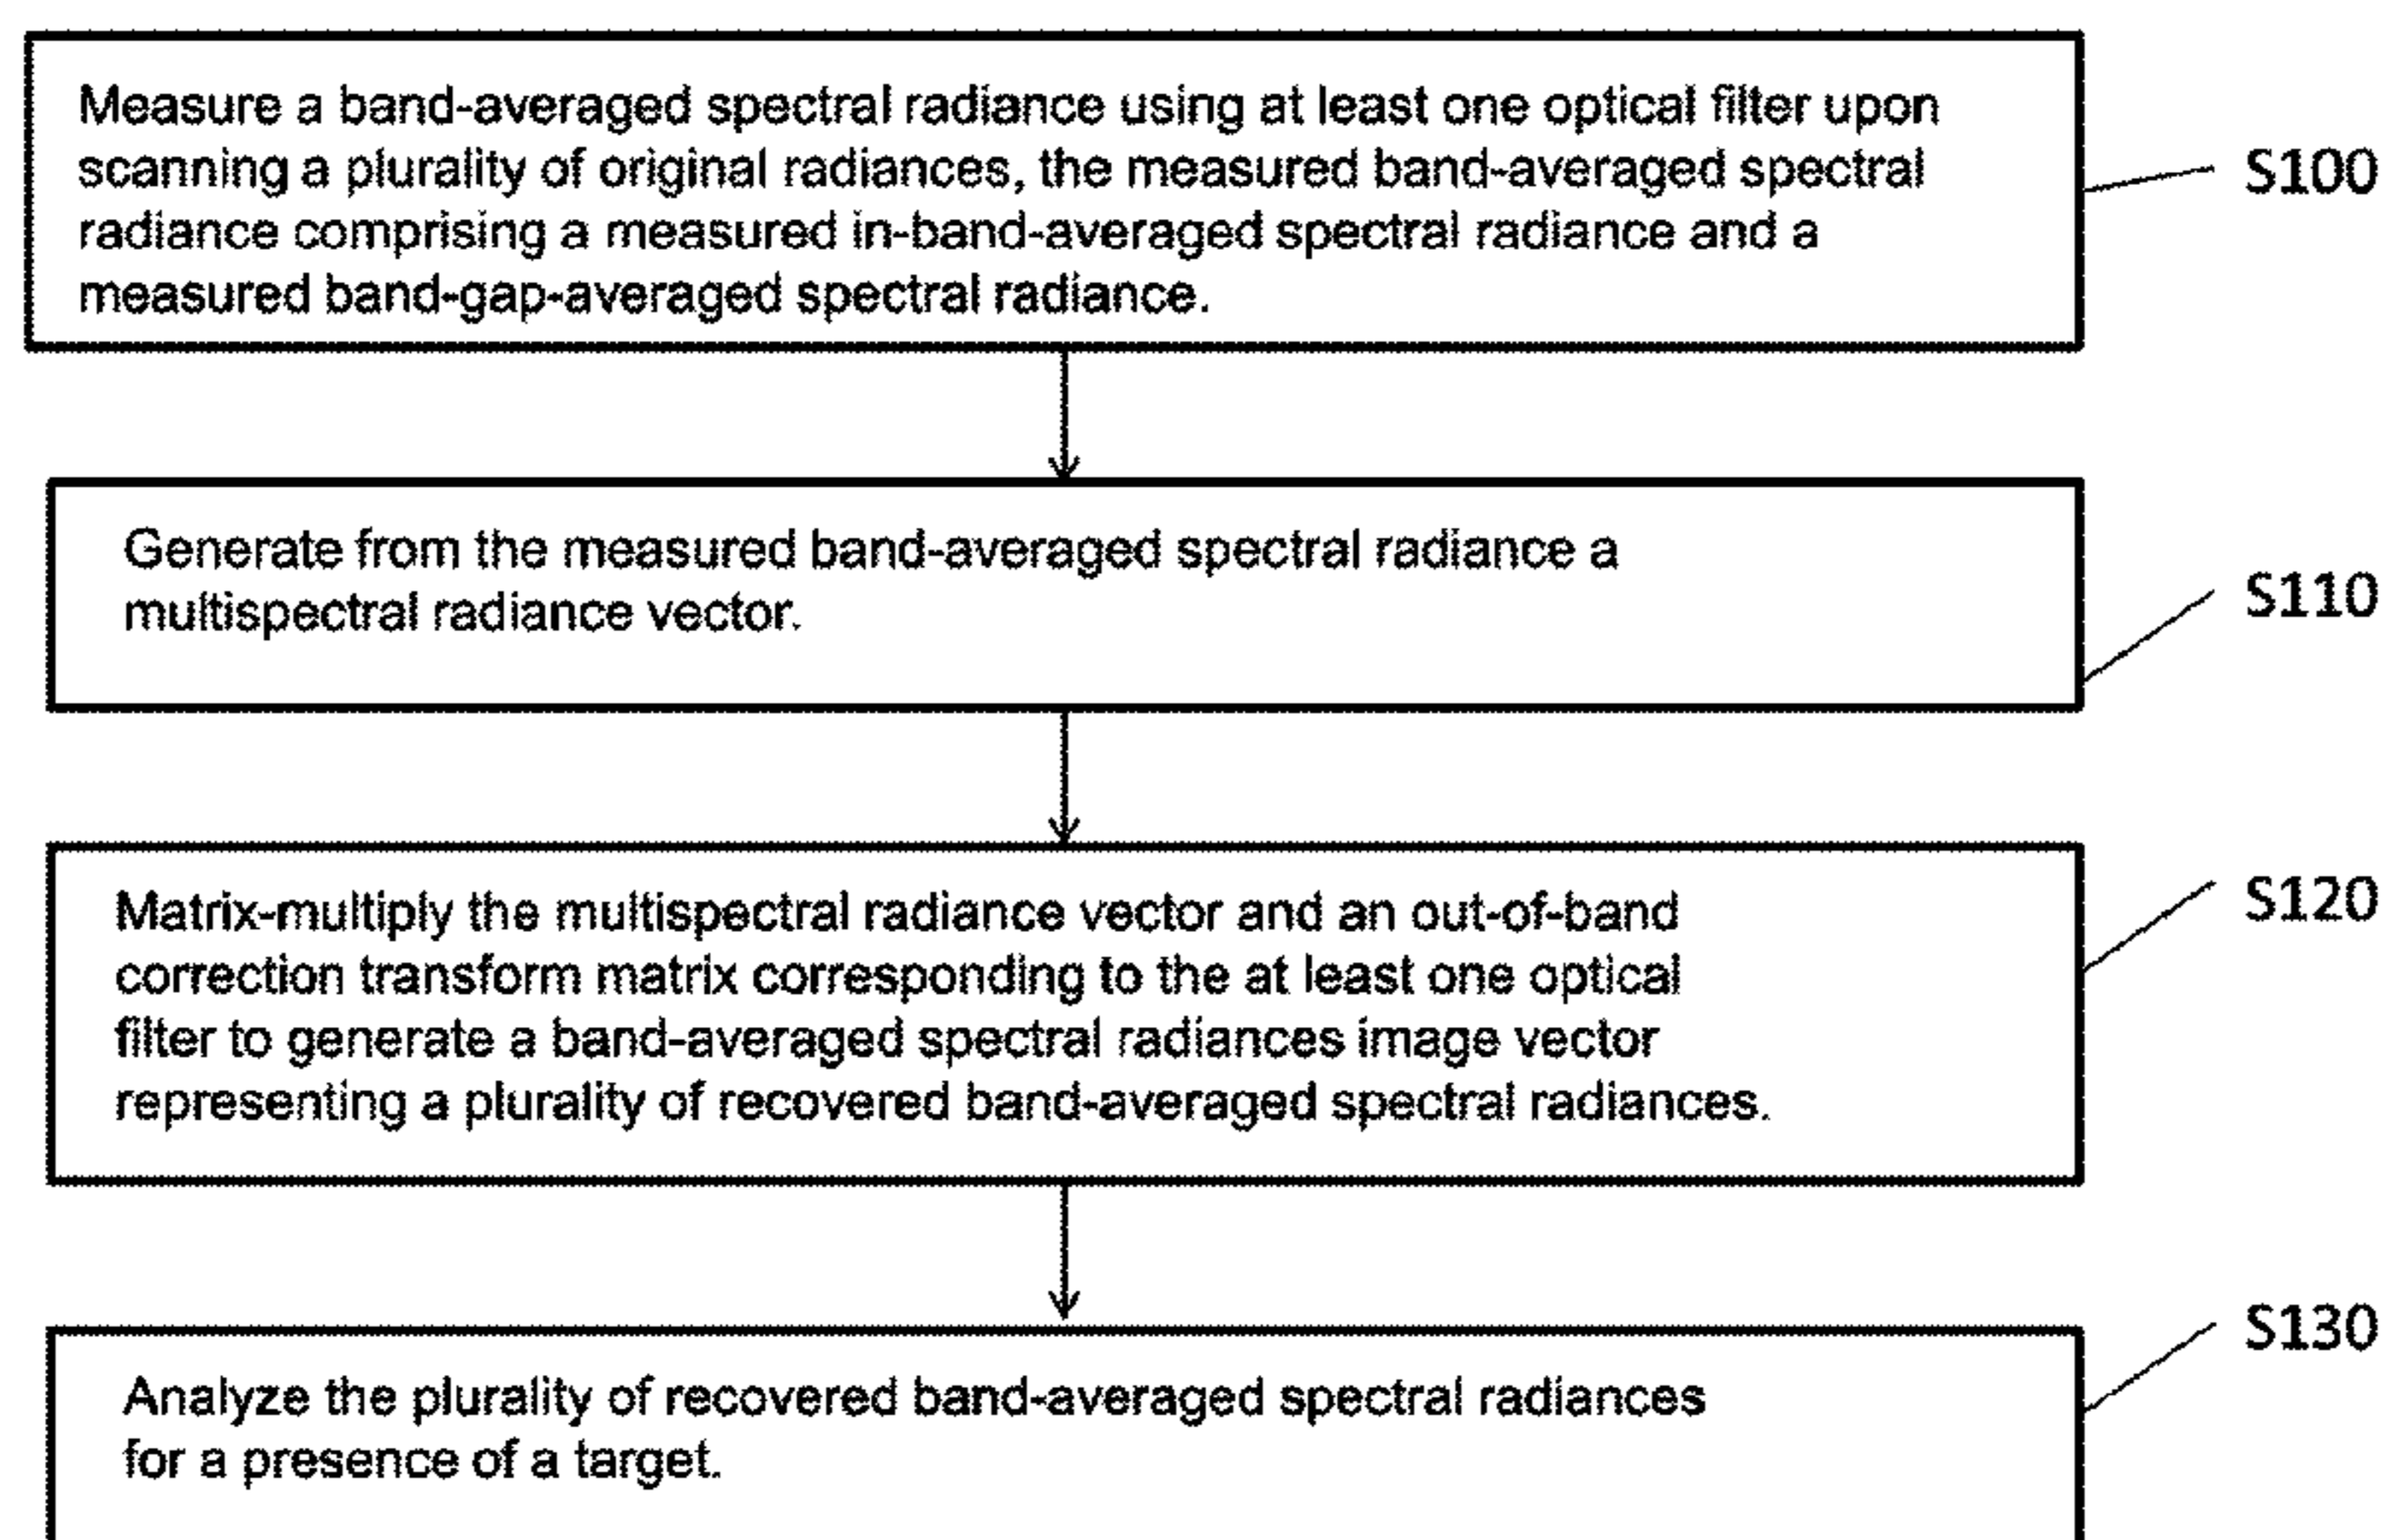 Measure a band-averaged spectral radiance using at least one optical filter upon
scanning a plurality of original radiances, the measured band-averaged spectral
radiance comprising a measured in-band-averaged spectral radiance and a
measured band-gap-averaged spectral radiance.
S100
Generate from the measured band-averaged spectral radiance a
multispectral radiance vector.
S110
Matrix-multiply the multispectral radiance vector and an out-of-band
correction transform matrix corresponding to the at least one optical
filter to generate a band-averaged spectral radiances image vector
representing a plurality of recovered band-averaged spectral radiances.
S120
Analyze the plurality of recovered band-averaged spectral radiances
for a presence of a target.
S130